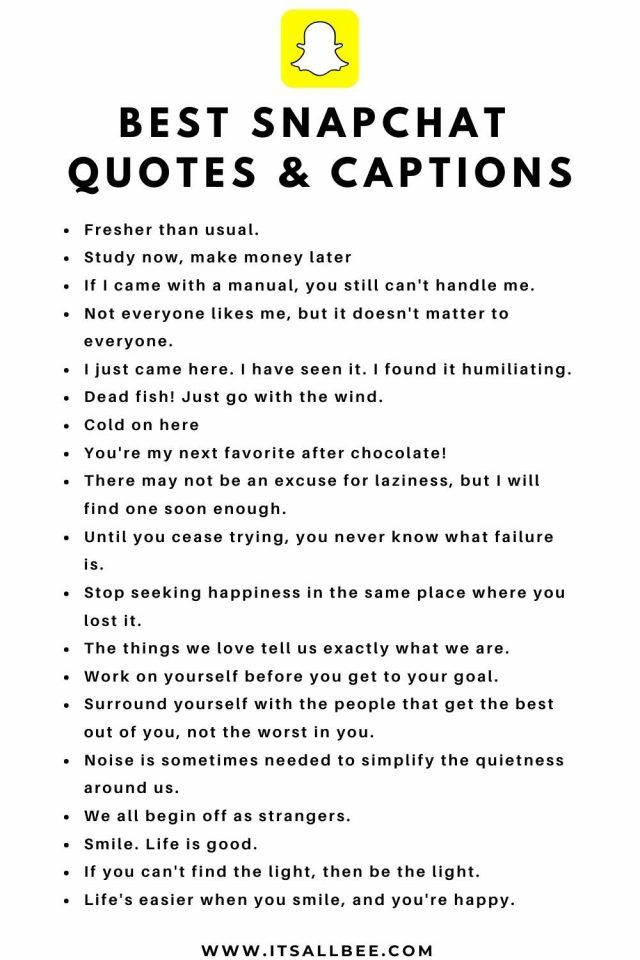 BEST SNAPCHAT
QUOTES & CAPTIONS
• Fresher than usual.
• Study now, make money later
• If I came with a manual, you still can't handle me.
• Not everyone likes me, but it doesn't matter to
everyone.
• I just came here. I have seen it. I found it humiliating.
• Dead fish! Just go with the wind.
• Cold on here
• You're my next favorite after chocolate!
• There may not be an excuse for laziness, but I will
find one soon enough.
• Until you cease trying, you never know what failure
is.
• Stop seeking happiness in the same place where you
lost it.
• The things we love tell us exactly what we are.
• Work on yourself before you get to your goal.
• Surround yourself with the people that get the best
out of you, not the worst in you.
• Noise is sometimes needed to simplify the quietness
around us.
• We all begin off as strangers.
• Smile. Life is good.
• If you can't find the light, then be the light.
• Life's easier when you smile, and you're happy.
WWW.ITSALLBEE.COM